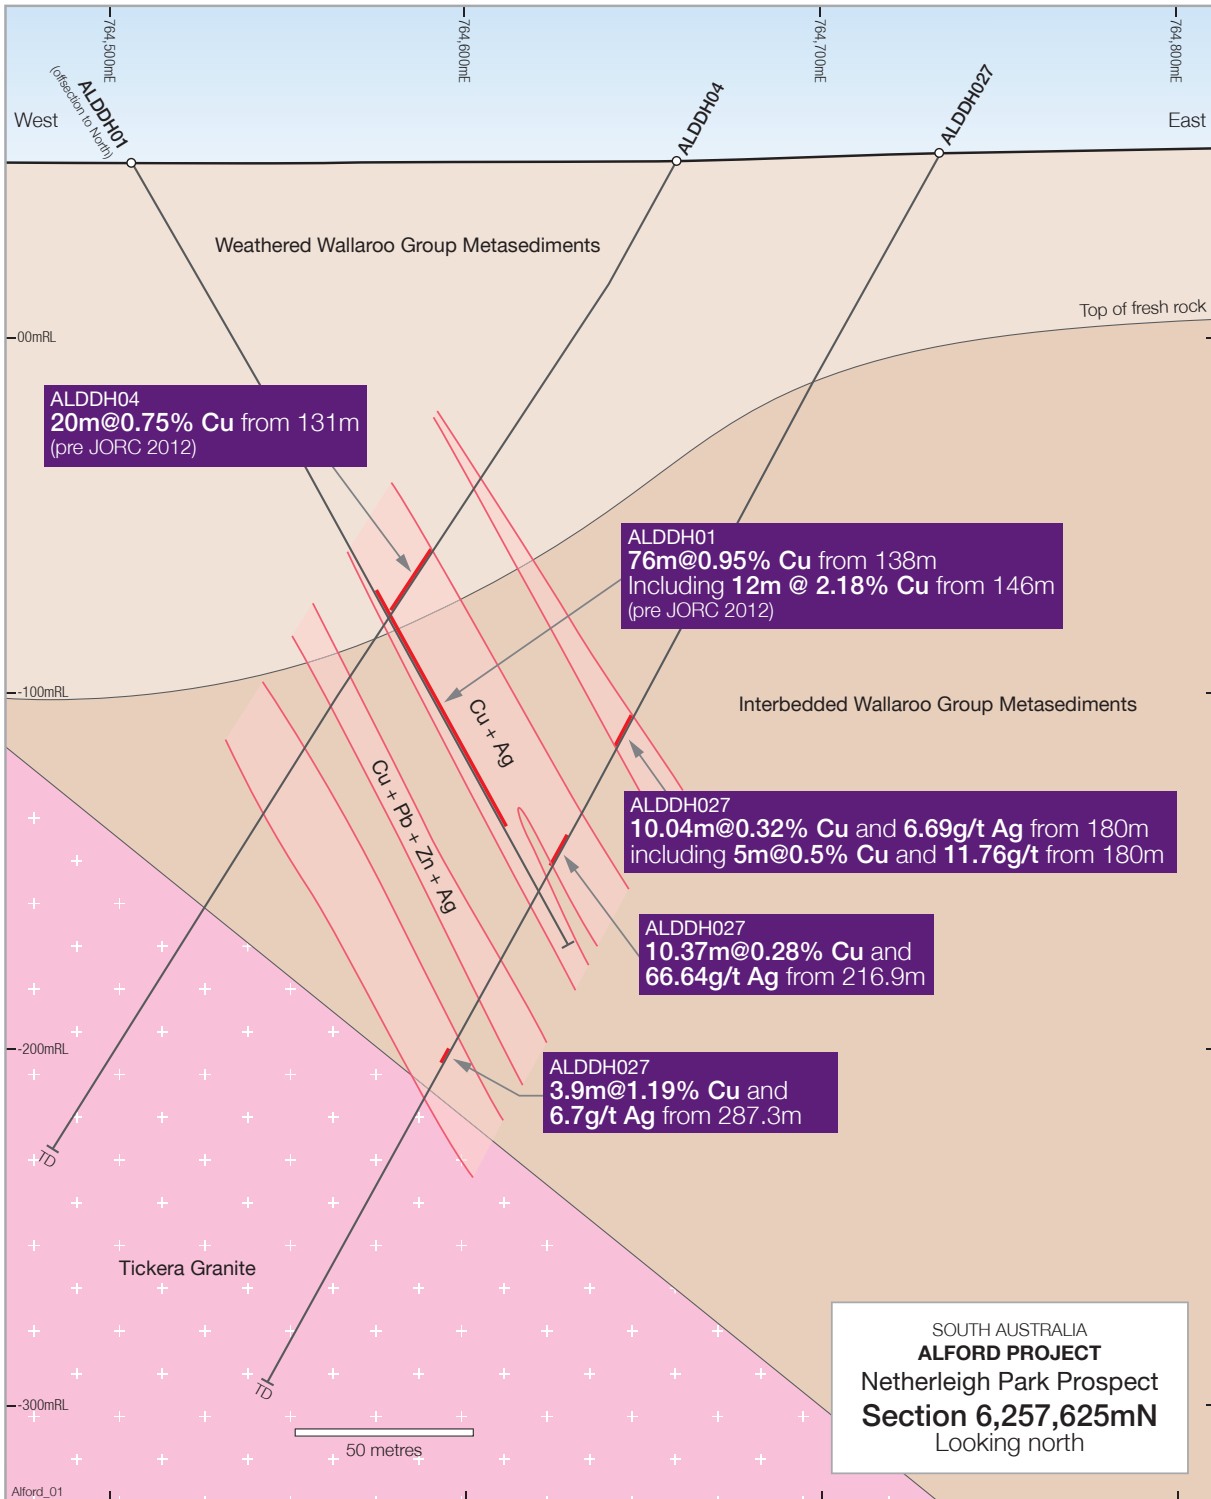 764,500mE
764,600mE
764,700mE
764,800mE
West
East
ALDDH01
(offsection to North)
ALDDH04
ALDDH027
Weathered Wallaroo Group Metasediments
Top of fresh rock
00mRL
ALDDH04
20m@0.75% Cu from 131m
(pre JORC 2012)
ALDDH01
76m@0.95% Cu from 138m
Including 12m @ 2.18% Cu from 146m
(pre JORC 2012)
-100mRL
Interbedded Wallaroo Group Metasediments
Cu + Ag
Cu + Pb + Zn + Ag
ALDDH027
10.04m@0.32% Cu and 6.69g/t Ag from 180m
including 5m@0.5% Cu and 11.76g/t from 180m
ALDDH027
10.37m@0.28% Cu and
66.64g/t Ag from 216.9m
-200mRL
ALDDH027
3.9m@1.19% Cu and
6.7g/t Ag from 287.3m
TD
Tickera Granite
TD
-300mRL
50 metres
SOUTH AUSTRALIA
ALFORD PROJECT
Netherleigh Park Prospect
Section 6,257,625mN
Looking north
Alford_01